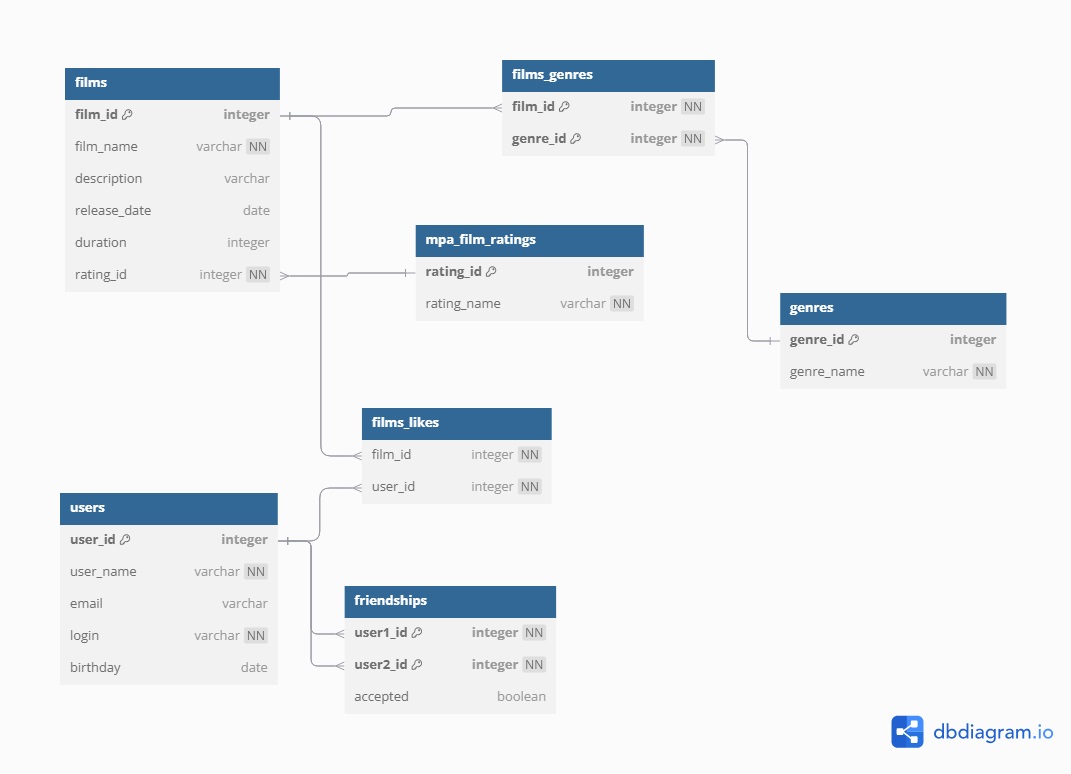 films
film_id integer
film_name varchar NN
description varchar
release_date date
duration integer
rating_id integer NN
films_genres
film_id integer NN
genre_id integer NN
mpa_film_ratings
rating_id integer
rating_name varchar NN
genres
genre_id integer
genre_name varchar NN
films_likes
film_id integer NN
user_id integer NN
users
user_id integer
user_name varchar NN
email varchar
login varchar NN
birthday date
friendships
user1_id integer NN
user2_id integer NN
accepted boolean
dbdiagram.io